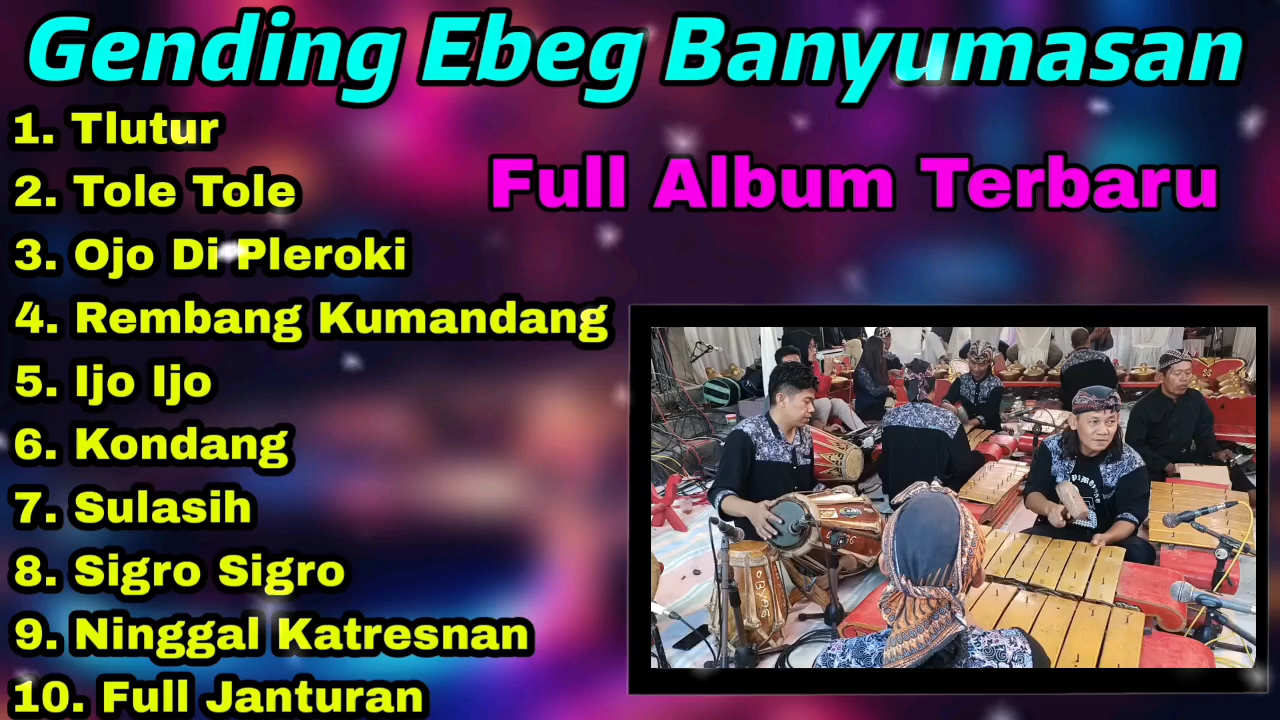 Gending Ebeg Banyumasan
Full Album Terbaru
1. Tlutur
2. Tole Tole
3. Ojo Di Pleroki
4. Rembang Kumandang
5. Ijo Ijo
6. Kondang
7. Sulasih
8. Sigro Sigro
9. Ninggal Katresnan
10. Full Janturan